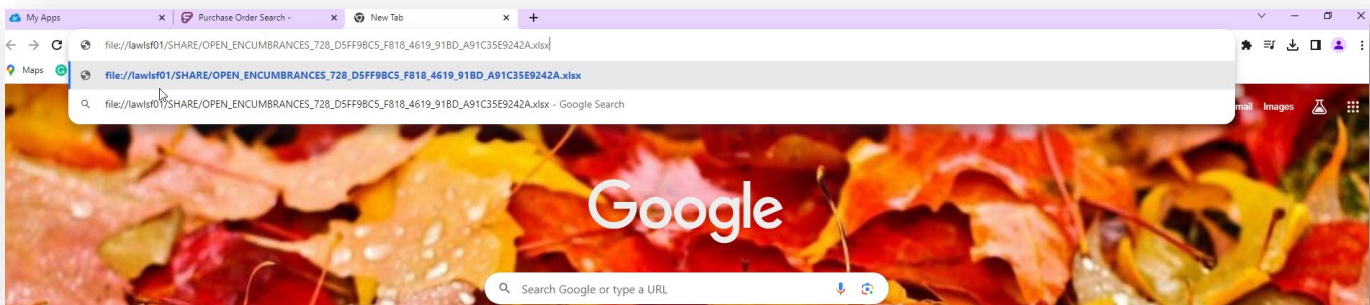 My Apps
Purchase Order Search -
New Tab
file://lawlsf01/SHARE/OPEN_ENCUMBRANCES_728_D5FF9BC5_F818_4619_91BD_A91C35E9242A.xlsx
Maps
file://lawlsf01/SHARE/OPEN_ENCUMBRANCES_728_D5FF9BC5_F818_4619_91BD_A91C35E9242A.xlsx
file://lawlsf01/SHARE/OPEN_ENCUMBRANCES_728_D5FF9BC5_F818_4619_91BD_A91C35E9242A.xlsx - Google Search
mail Images
Google
Search Google or type a URL